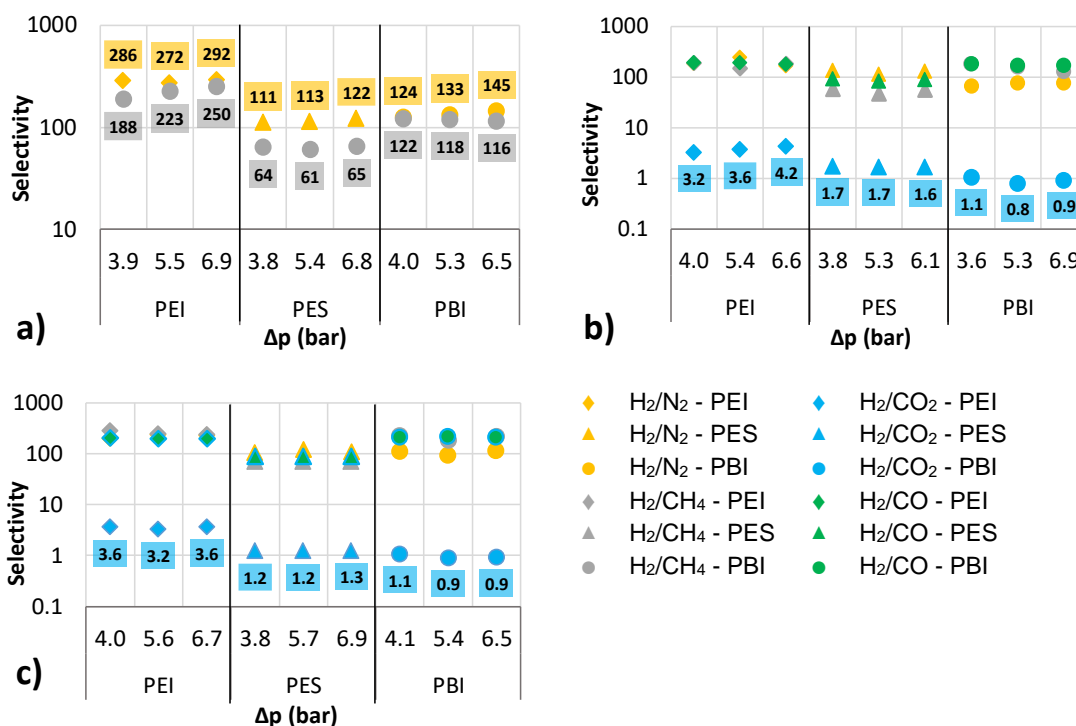 1000
286 272 292
111 113 122
124 133 145
Selectivity
100
188 223 250
64 61 65
122 118 116
10
3.9 5.5 6.9 3.8 5.4 6.8 4.0 5.3 6.5
PEI PES PBI
a)
Δp (bar)
1000
100
Selectivity
10
1
3.2 3.6 4.2
1.7 1.7 1.6
1.1 0.8 0.9
0.1
4.0 5.4 6.6 3.8 5.3 6.1 3.6 5.3 6.9
PEI PES PBI
b)
Δp (bar)
1000
100
Selectivity
10
1
3.6 3.2 3.6
1.2 1.2 1.3
1.1 0.9 0.9
0.1
4.0 5.6 6.7 3.8 5.7 6.9 4.1 5.4 6.5
PEI PES PBI
c)
Δp (bar)
H₂/N₂ - PEI
H₂/N₂ - PES
H₂/N₂ - PBI
H₂/CH₄ - PEI
H₂/CH₄ - PES
H₂/CH₄ - PBI
H₂/CO₂ - PEI
H₂/CO₂ - PES
H₂/CO₂ - PBI
H₂/CO - PEI
H₂/CO - PES
H₂/CO - PBI